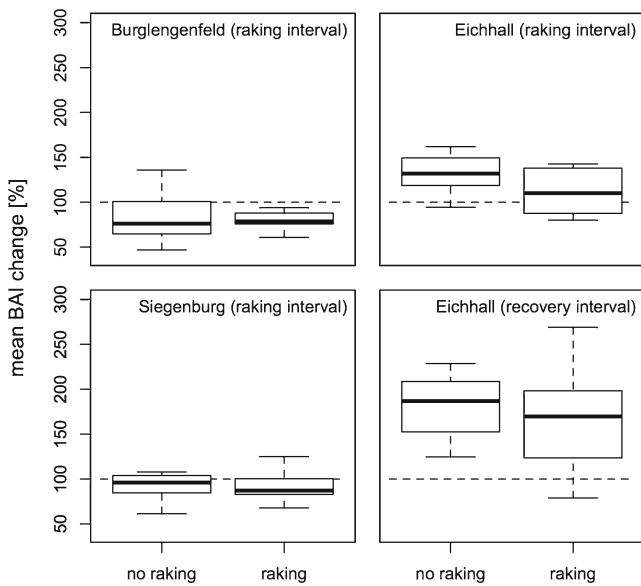 Burglengenfeld (raking interval)
Eichhall (raking interval)
300
250
200
150
100
50
mean BAI change [%]
Siegenburg (raking interval)
Eichhall (recovery interval)
300
250
200
150
100
50
no raking
raking
no raking
raking